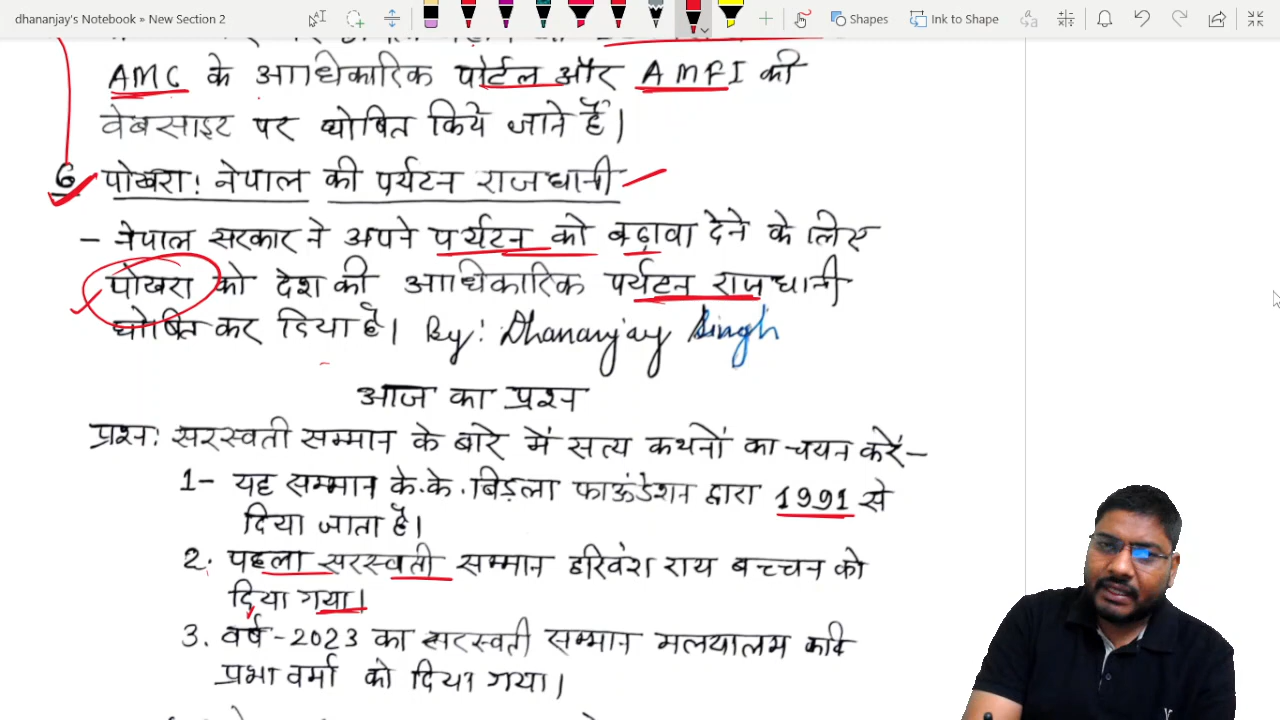 dhananjay's Notebook » New Section 2
Shapes
Ink to Shape
AMC के आधिकारिक पोर्टल और AMFI की
वेबसाइट पर घोषित किये जाते हैं।
6 पोखरा: नेपाल की पर्यटन राजधानी
- नेपाल सरकार ने अपने पर्यटन को बढ़ावा देने के लिए
पोखरा को देश की आधिकारिक पर्यटन राजधानी
घोषित कर दिया है। By: Dhananjay Singh
आज का प्रश्न
प्रश्न: सरस्वती सम्मान के बारे में सत्य कथनों का चयन करें-
1- यह सम्मान के.के. बिड़ला फाऊंडेशन द्वारा 1991 से
दिया जाता है।
2. पहला सरस्वती सम्मान हरिवंश राय बच्चन को
दिया गया।
3. वर्ष-2023 का सरस्वती सम्मान मलयालम कवि
प्रभा वर्मा को दिया गया।